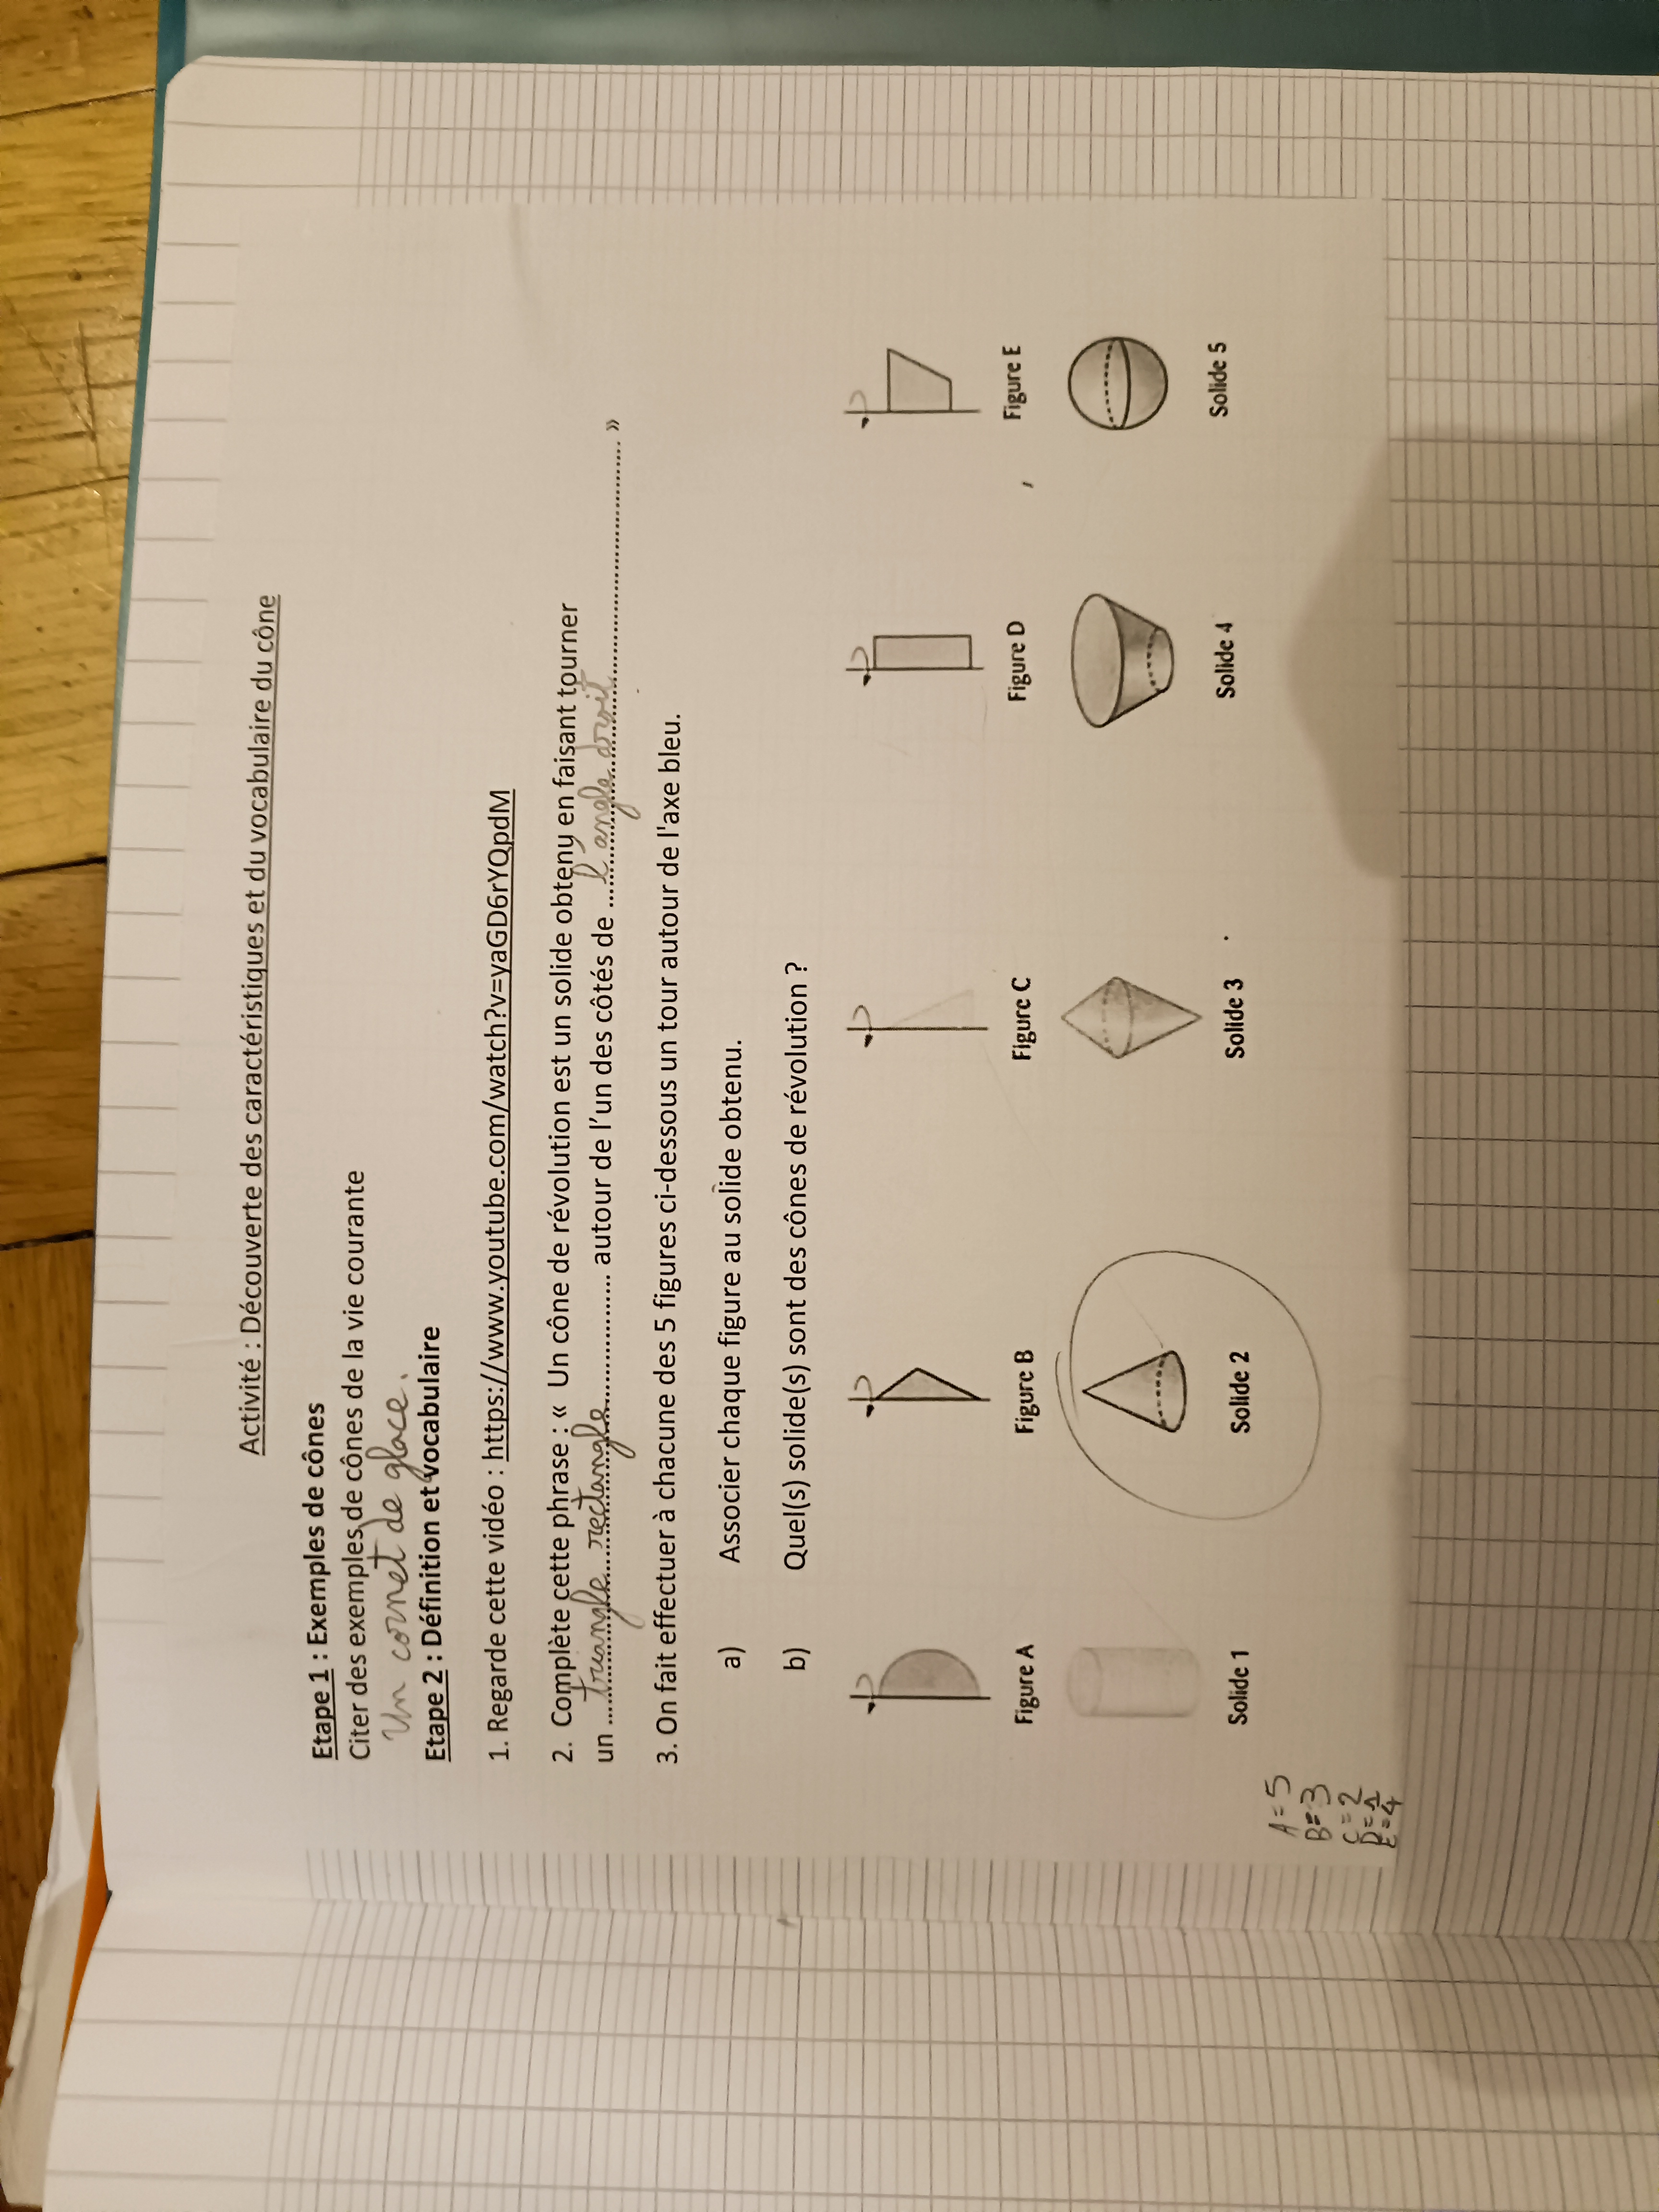 Activité : Découverte des caractéristiques et du vocabulaire du cône
Etape 1 : Exemples de cônes
Citer des exemples de cônes de la vie courante
Un cornet de glace.
Etape 2 : Définition et vocabulaire
1. Regarde cette vidéo : https://www.youtube.com/watch?v=yaGD6rYQpdM
2. Complète cette phrase : « Un cône de révolution est un solide obtenu en faisant tourner
un ......triangle rectangle...... autour de l'un des côtés de ......l'angle droit...... »
3. On fait effectuer à chacune des 5 figures ci-dessous un tour autour de l'axe bleu.
a) Associer chaque figure au solide obtenu.
b) Quel(s) solide(s) sont des cônes de révolution ?
Figure A Figure B Figure C Figure D Figure E
Solide 1 Solide 2 Solide 3 Solide 4 Solide 5
A = 5
B = 3
C = 2
D = 1
E = 4